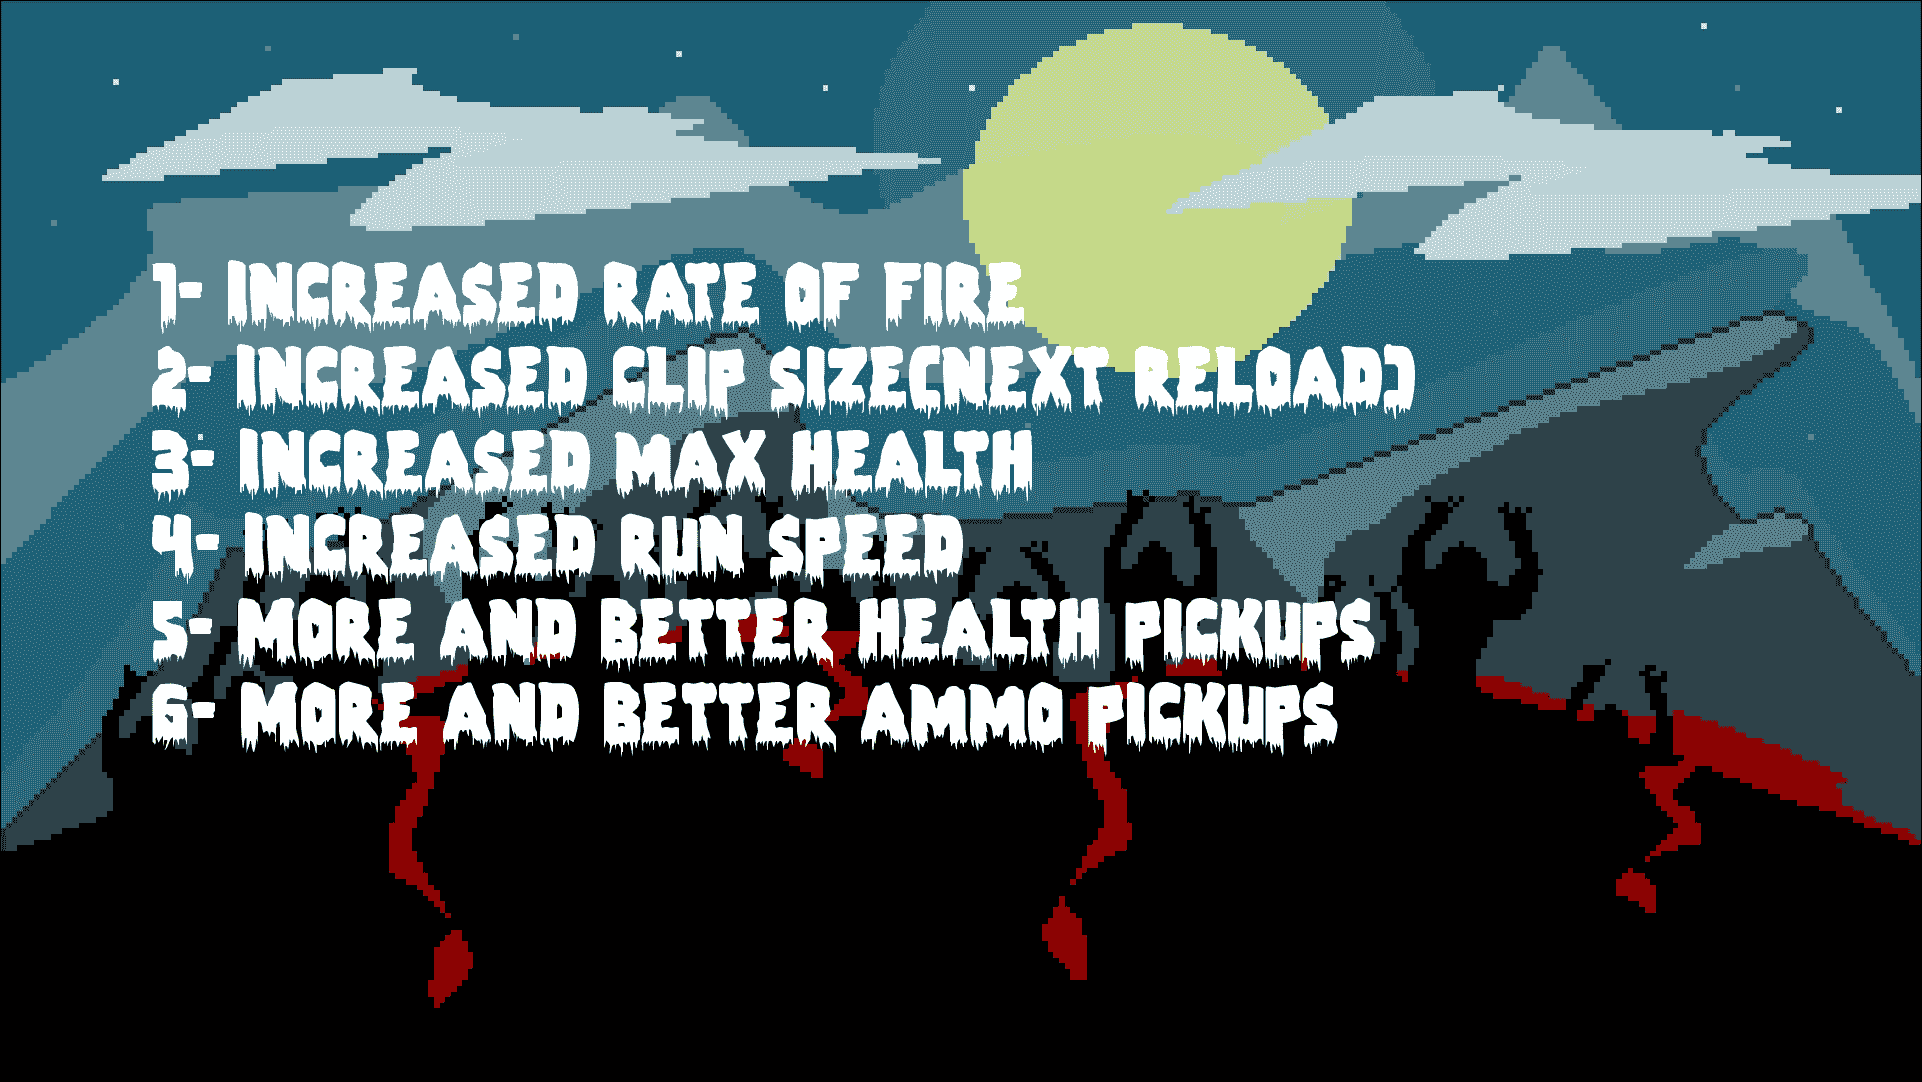 1- INCREASED RATE OF FIRE
2- INCREASED CLIP SIZE(NEXT RELOAD)
3- INCREASED MAX HEALTH
4- INCREASED RUN SPEED
5- MORE AND BETTER HEALTH PICKUPS
6- MORE AND BETTER AMMO PICKUPS